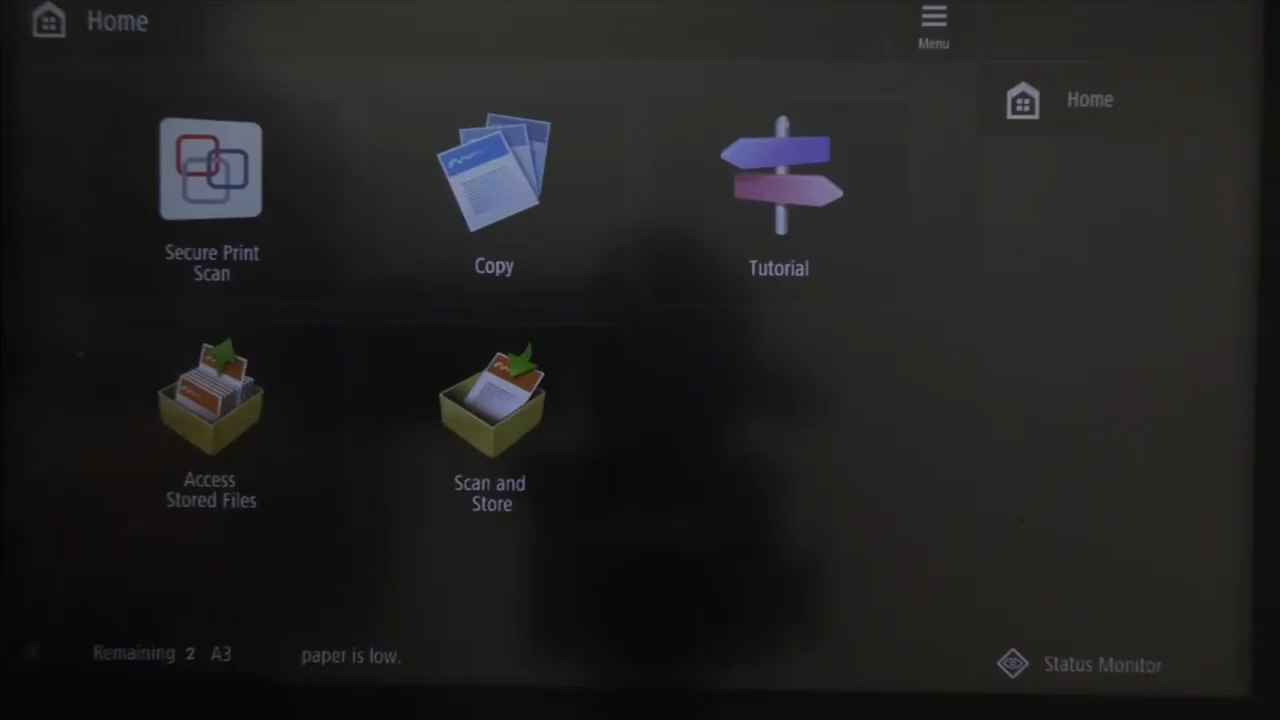 Home
Menu
Home
Secure Print
Scan
Copy
Tutorial
Access
Stored Files
Scan and
Store
Remaining 2 A3 paper is low.
Status Monitor